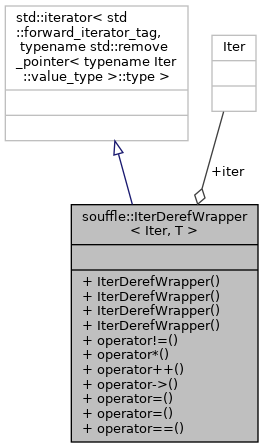 std::iterator< std
::forward_iterator_tag,
typename std::remove
_pointer< typename Iter
::value_type >::type >
Iter
+iter
souffle::IterDerefWrapper
< Iter, T >
+ IterDerefWrapper()
+ IterDerefWrapper()
+ IterDerefWrapper()
+ IterDerefWrapper()
+ operator!=()
+ operator*()
+ operator++()
+ operator->()
+ operator=()
+ operator=()
+ operator==()